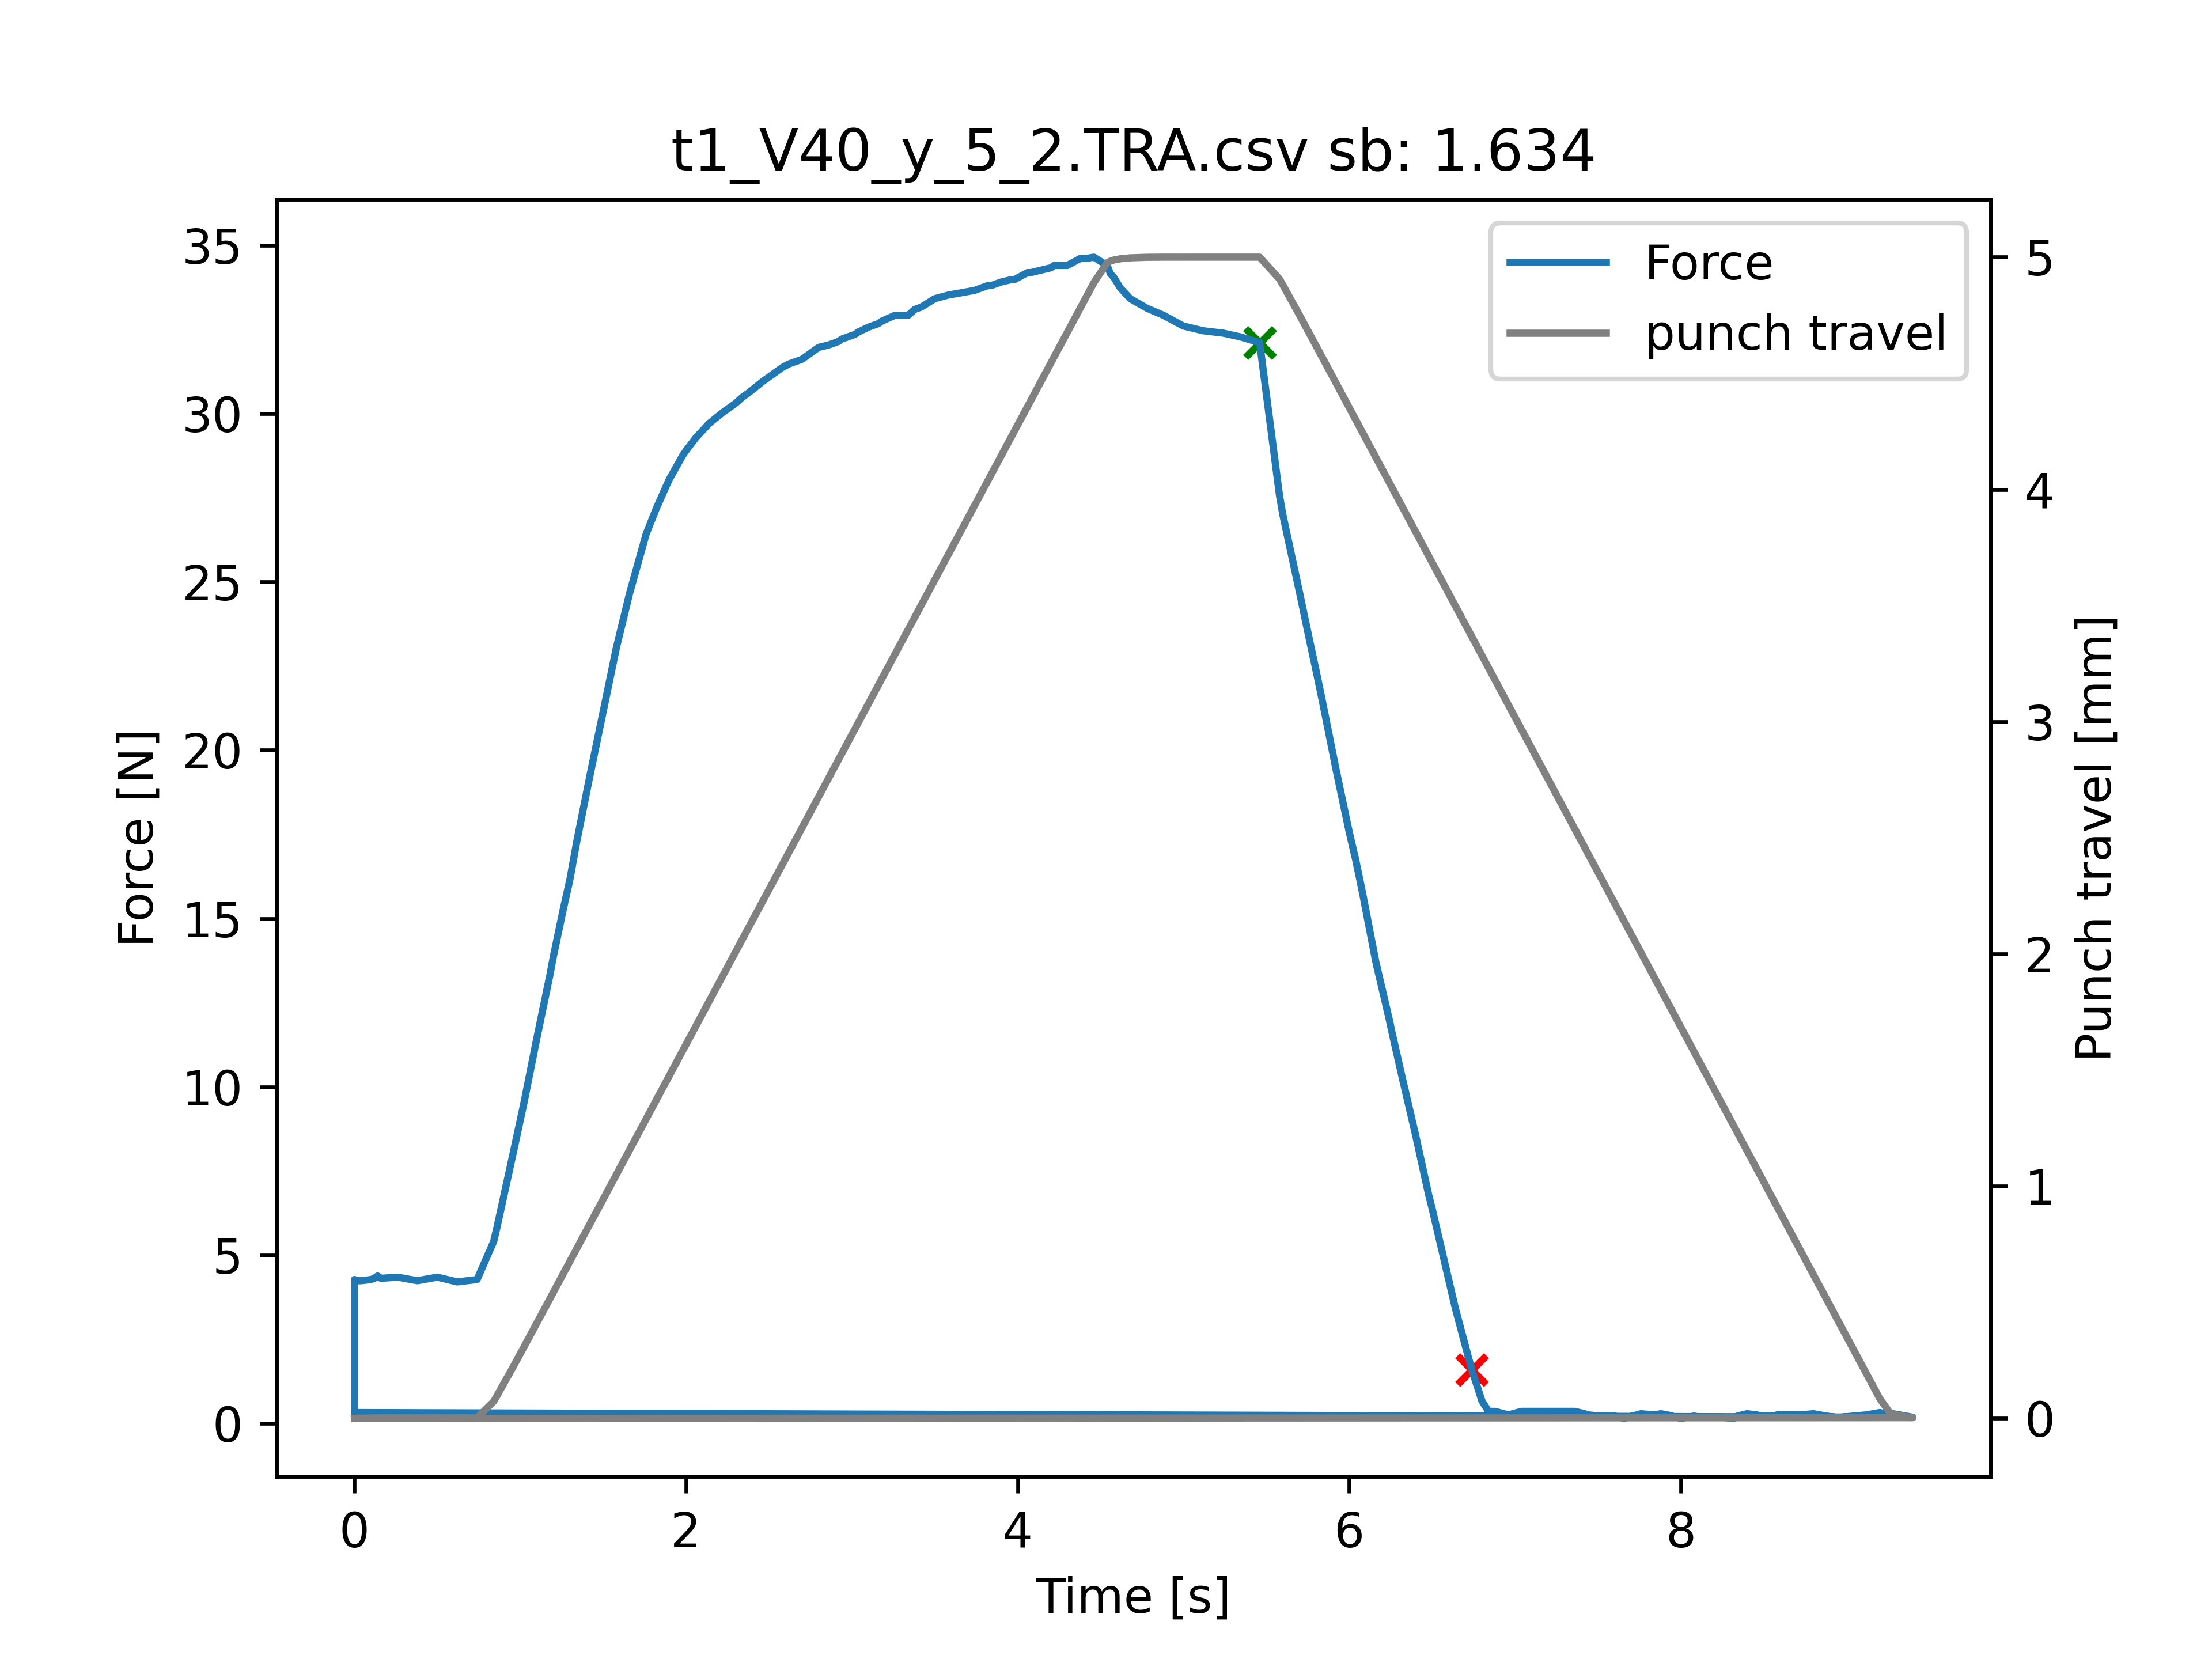 t1_V40_y_5_2.TRA.csv sb: 1.634
Force
punch travel
35
30
25
20
15
10
5
0
Force [N]
5
4
3
2
1
0
Punch travel [mm]
0 2 4 6 8
Time [s]